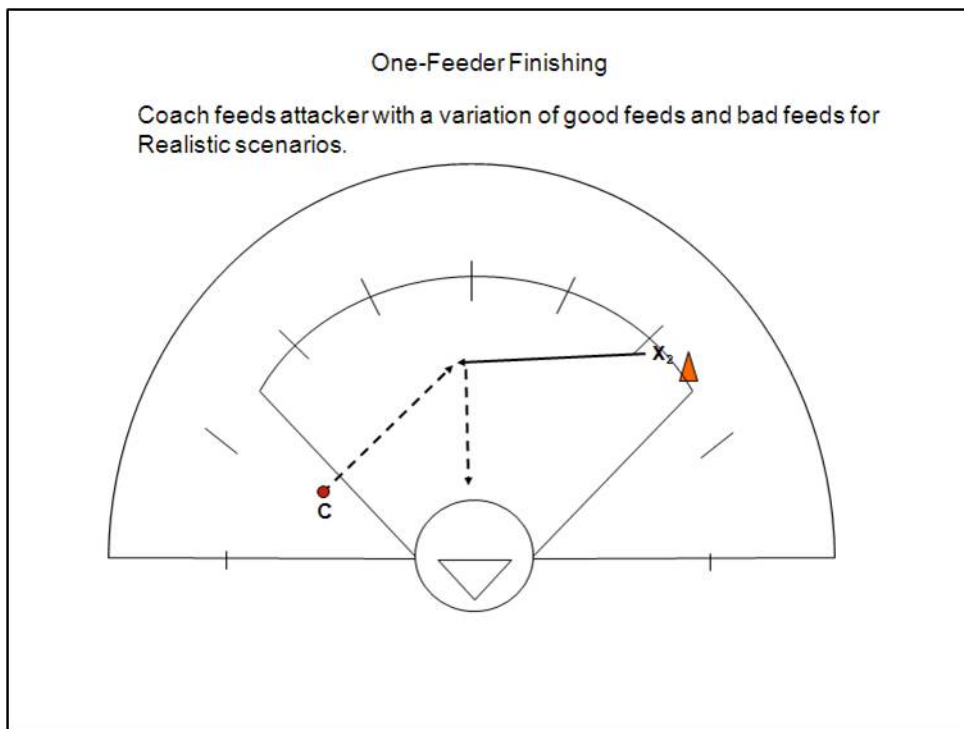 One-Feeder Finishing
Coach feeds attacker with a variation of good feeds and bad feeds for
Realistic scenarios.
X2
C